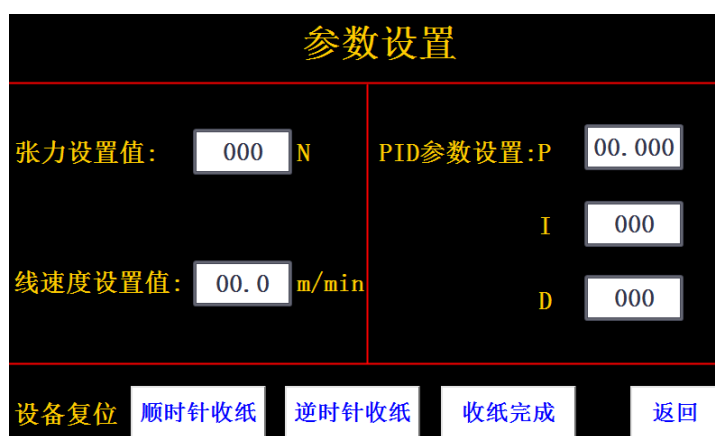 参数设置
张力设置值: 000 N
PID参数设置:P 00.000
I 000
线速度设置值: 00.0 m/min
D 000
设备复位 顺时针收纸 逆时针收纸 收纸完成 返回